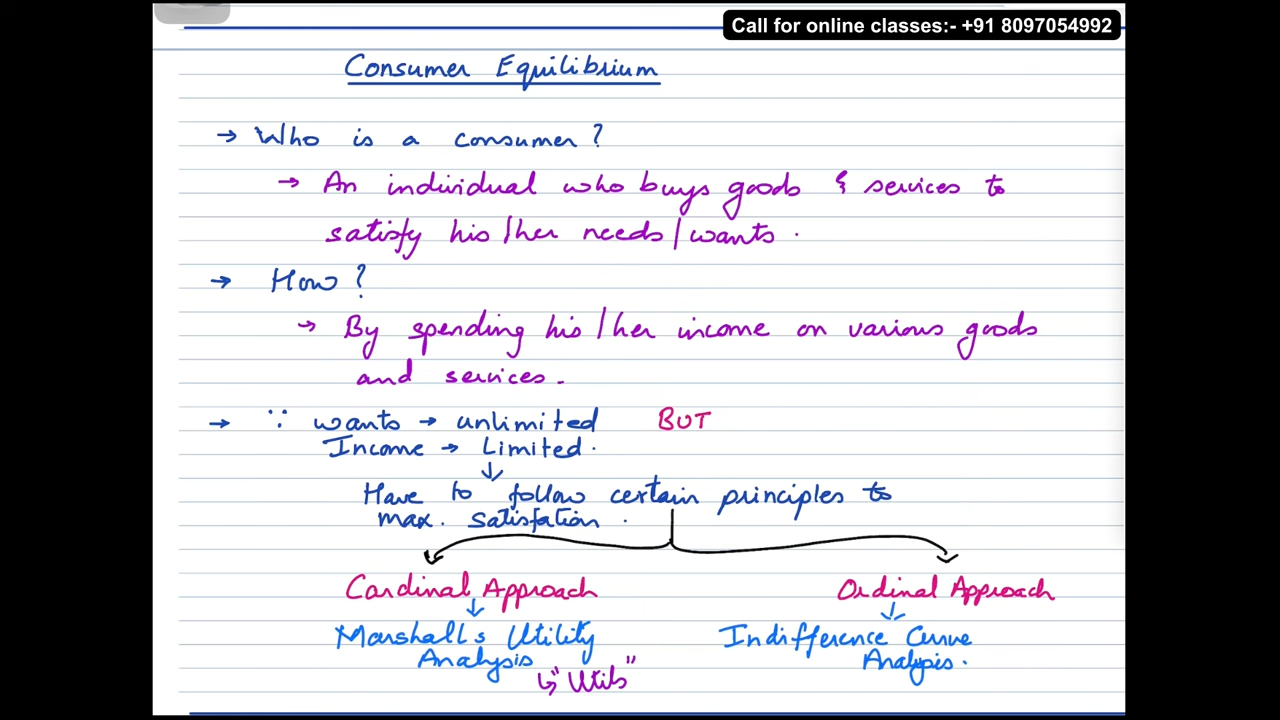 Call for online classes:- +91 8097054992
Consumer Equilibrium
→ Who is a consumer?
→ An individual who buys goods & services to
satisfy his/her needs/wants.
→ How?
→ By spending his/her income on various goods
and services.
→ ∵ wants → unlimited BUT
Income → Limited.
↓
Have to follow certain principles to
max. satisfation.
Cardinal Approach Ordinal Approach
↓ ↓
Marshall's Utility Indifference Curve
Analysis Analysis.
↳ "Utils"